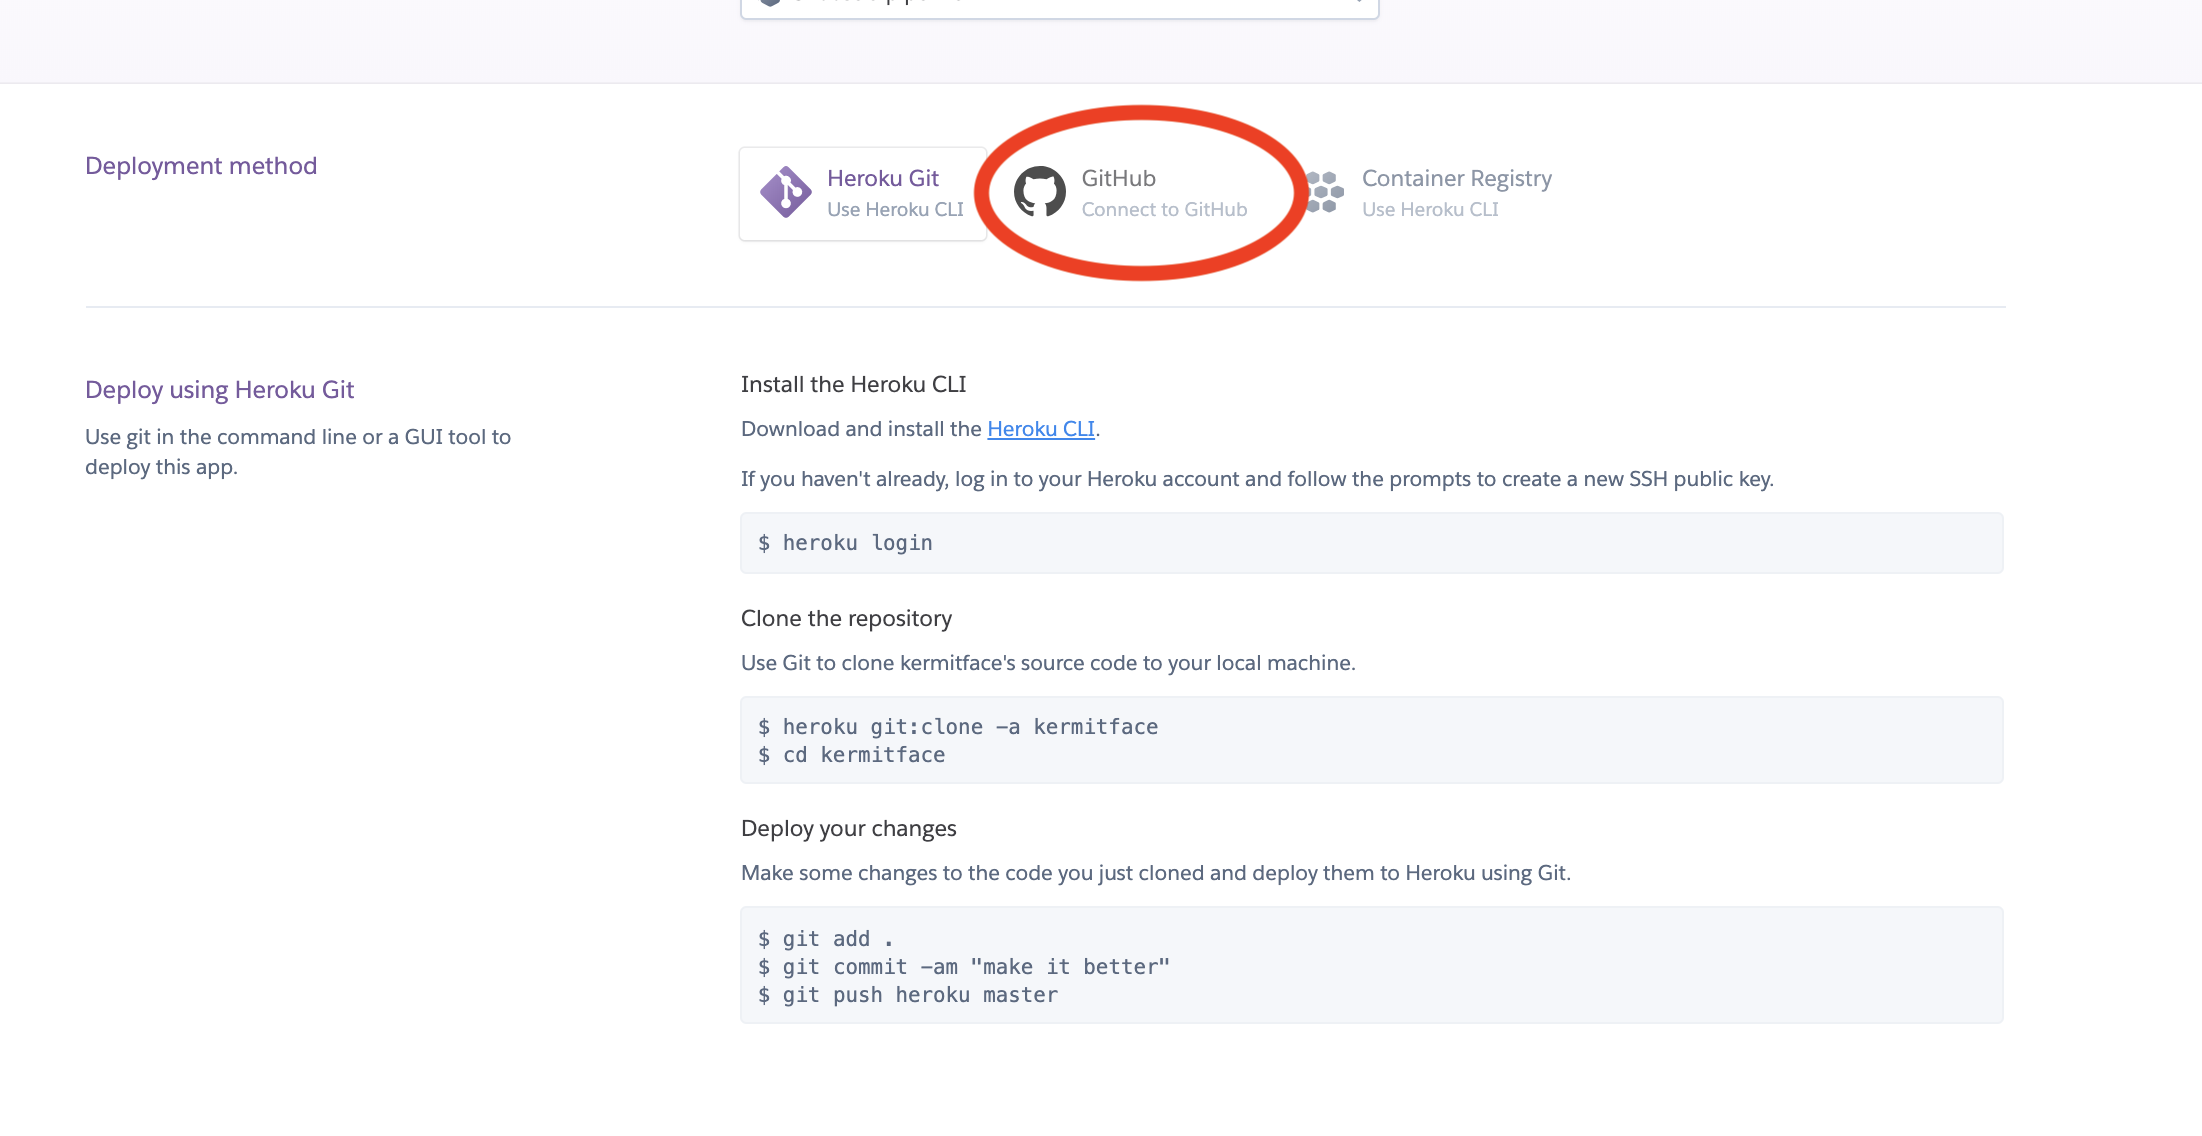 Deployment method
Heroku Git
Use Heroku CLI
GitHub
Connect to GitHub
Container Registry
Use Heroku CLI
Deploy using Heroku Git
Use git in the command line or a GUI tool to
deploy this app.
Install the Heroku CLI
Download and install the Heroku CLI.
If you haven't already, log in to your Heroku account and follow the prompts to create a new SSH public key.
$ heroku login
Clone the repository
Use Git to clone kermitface's source code to your local machine.
$ heroku git:clone -a kermitface
$ cd kermitface
Deploy your changes
Make some changes to the code you just cloned and deploy them to Heroku using Git.
$ git add .
$ git commit -am "make it better"
$ git push heroku master